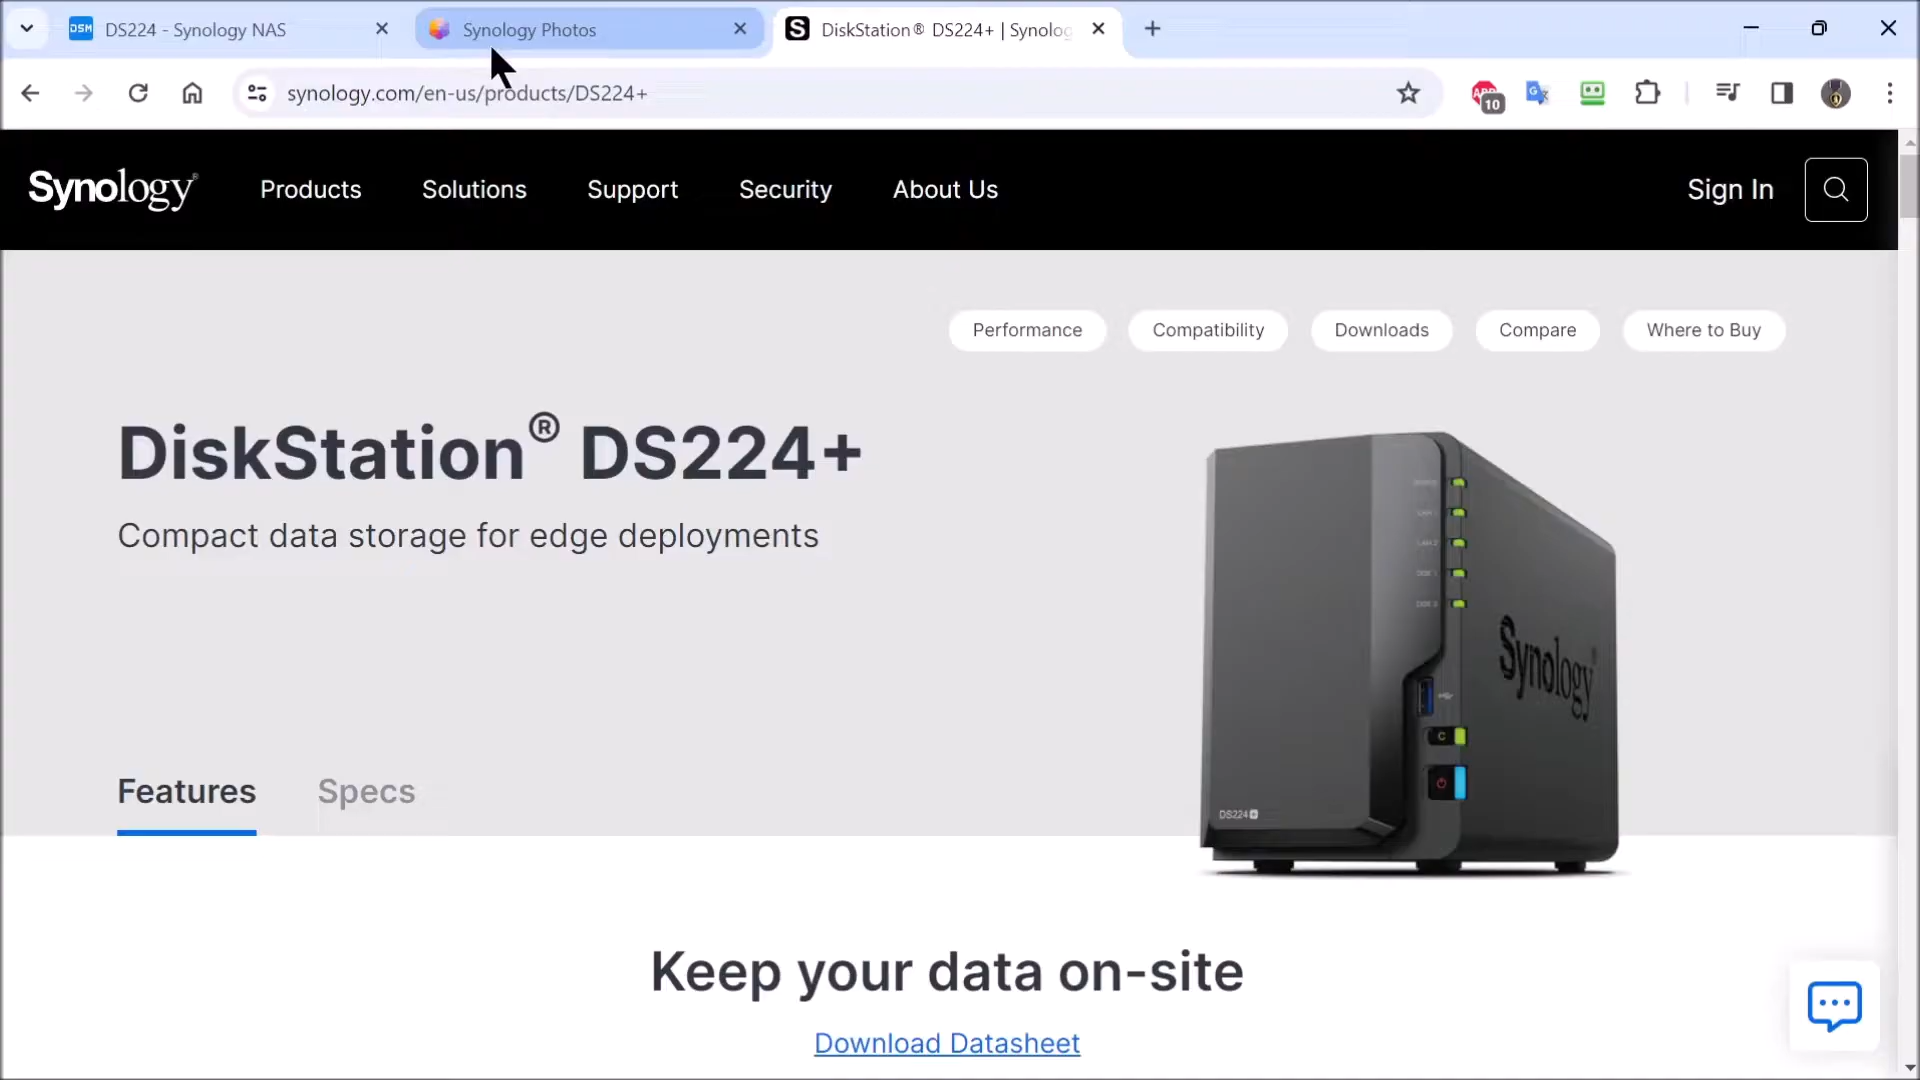 DSM DS224 - Synology NAS
Synology Photos
DiskStation® DS224+ | Synolog
synology.com/en-us/products/DS224+
10
Synology®
Products
Solutions
Support
Security
About Us
Sign In
Performance
Compatibility
Downloads
Compare
Where to Buy
DiskStation® DS224+
Compact data storage for edge deployments
Synology
C
DS224+
Features
Specs
Keep your data on-site
Download Datasheet